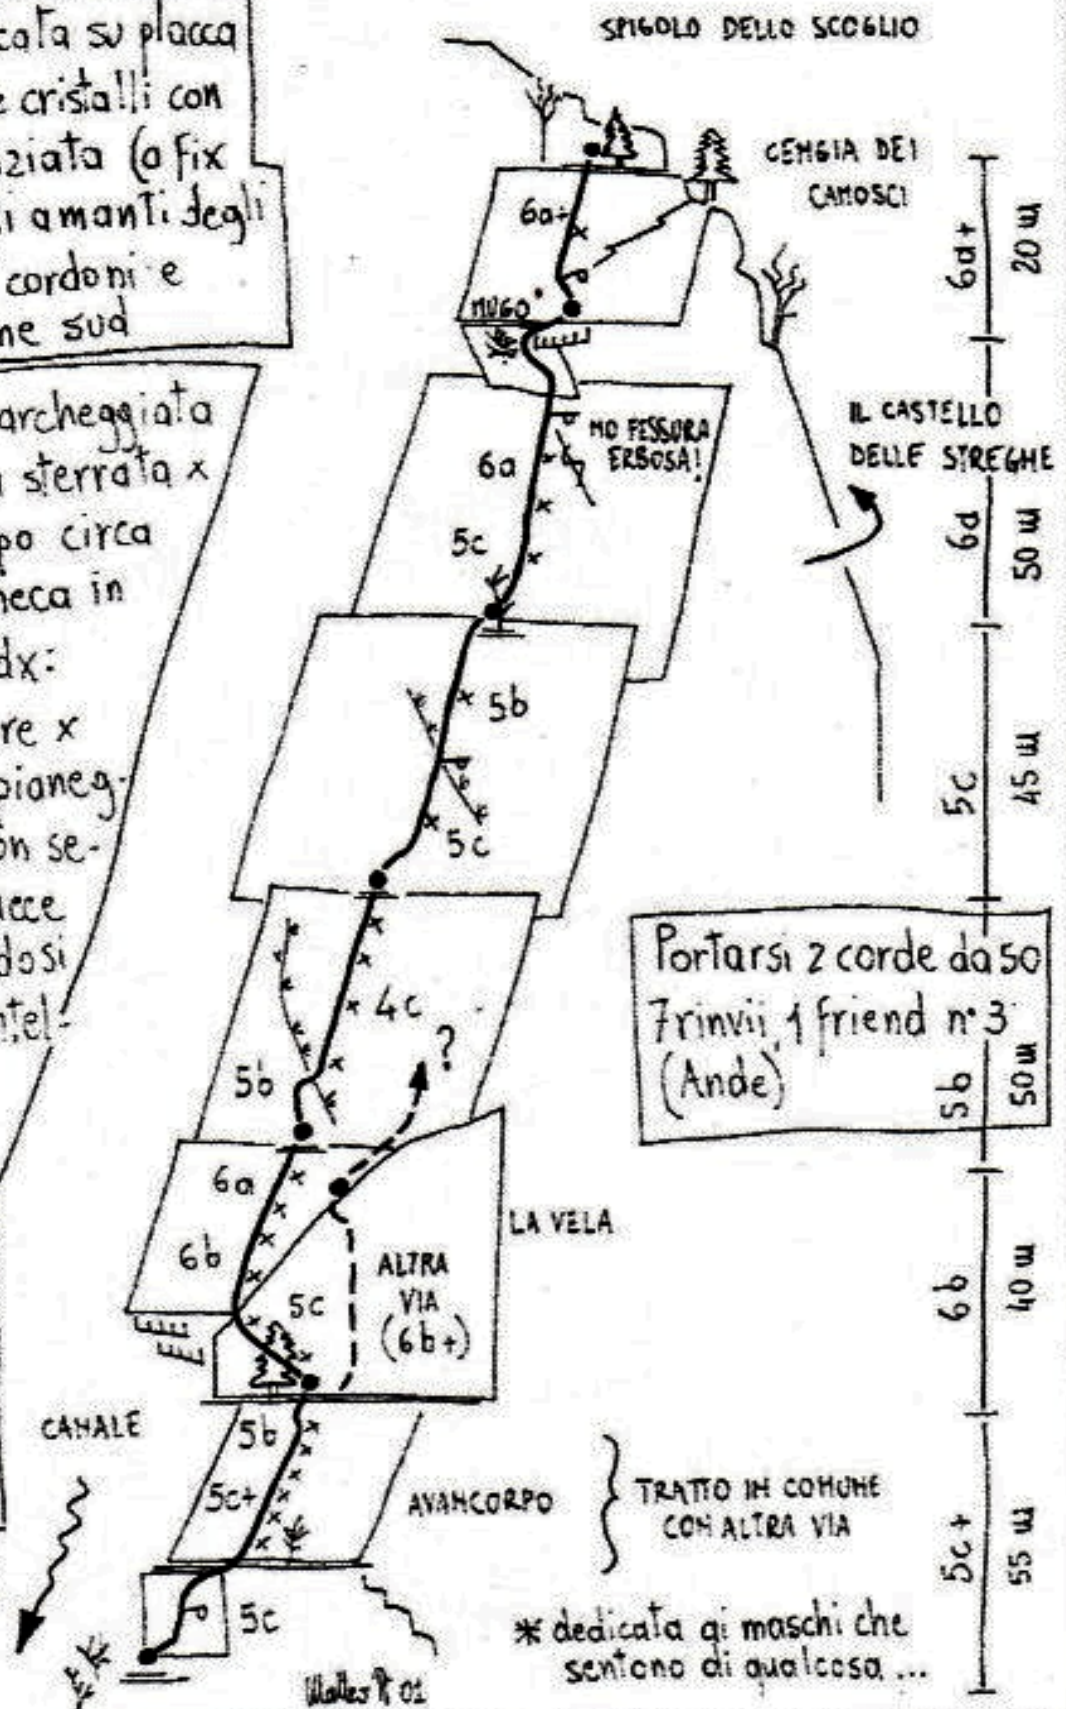 SPIGOLO DELLO SCOGLIO
cata su placca
e cristalli con
ziata (a fix
i amanti degli
cordoni e
ne sud
CENGIA DEI
CAMOSCI
6a+
MUGO
6a+
20 m
archeggiata
sterrata x
po circa
neca in
dx:
re x
pianeg-
on se-
ece
dosi
ntel-
NO FESSURA
ERBOSA!
6a
5c
IL CASTELLO
DELLE STREGHE
6a
50 m
5b
5c
5c
45 m
4c
?
5b
Portarsi 2 corde da 50
7 rinvii, 1 friend n° 3
(Ande)
5b
50 m
6a
6b
5c
LA VELA
ALTRA
VIA
(6b+)
6b
40 m
CANALE
5b
5c+
AVANCORPO
TRATTO IN COMUNE
CON ALTRA VIA
5c+
55 m
5c
* dedicata ai maschi che
sentono di qualcosa ...
01